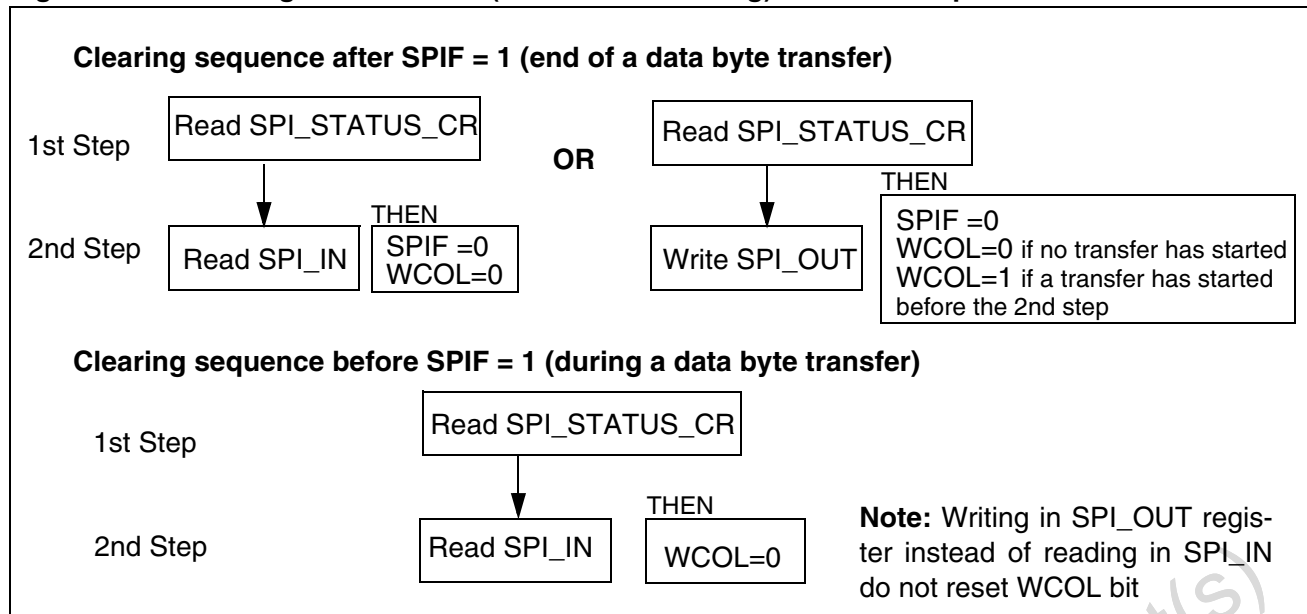 Clearing sequence after SPIF = 1 (end of a data byte transfer)
1st Step
Read SPI_STATUS_CR
OR
Read SPI_STATUS_CR
2nd Step
Read SPI_IN
THEN
SPIF =0
WCOL=0
Write SPI_OUT
THEN
SPIF =0
WCOL=0 if no transfer has started
WCOL=1 if a transfer has started
before the 2nd step
Clearing sequence before SPIF = 1 (during a data byte transfer)
1st Step
Read SPI_STATUS_CR
2nd Step
Read SPI_IN
THEN
WCOL=0
Note: Writing in SPI_OUT regis-
ter instead of reading in SPI_IN
do not reset WCOL bit